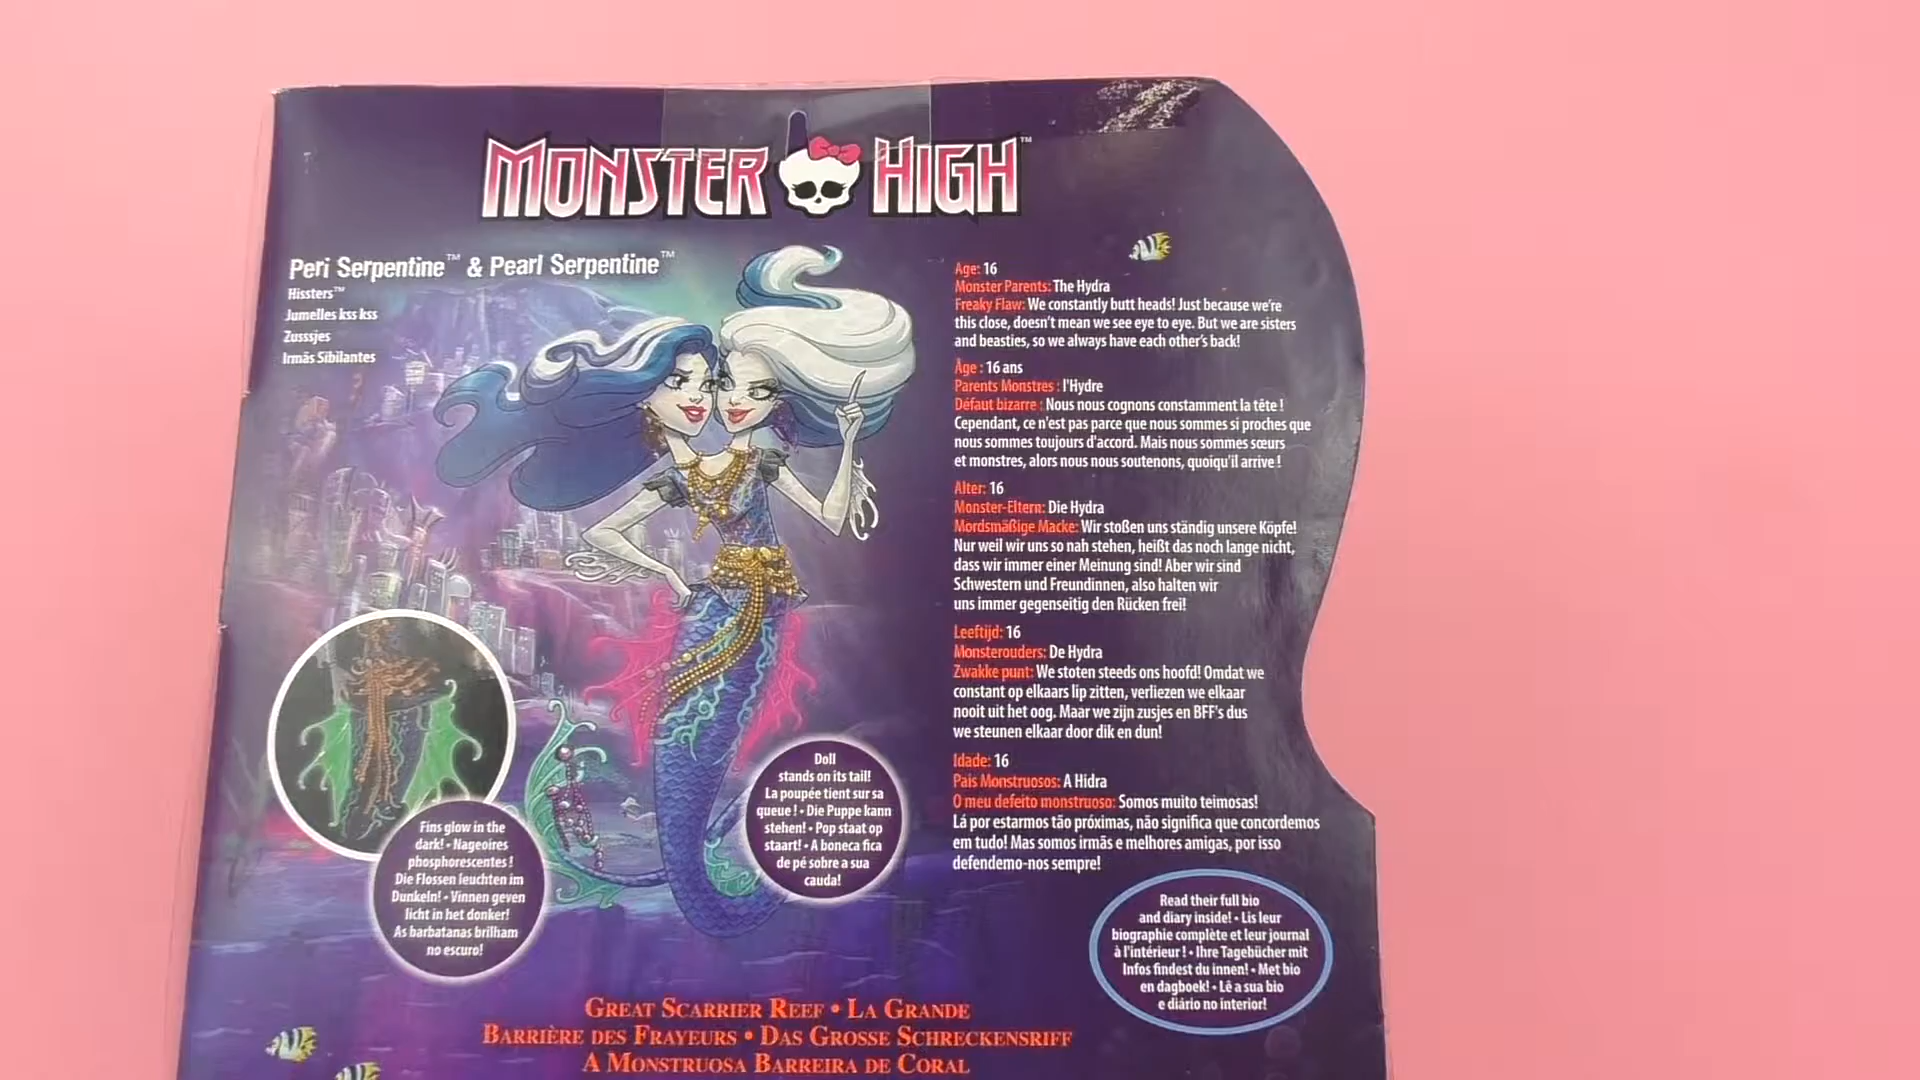 MONSTER HIGH™
Peri Serpentine™ & Pearl Serpentine™
Hissters™
Jumelles kss kss
Zusssjes
Irmãs Sibilantes
Age: 16
Monster Parents: The Hydra
Freaky Flaw: We constantly butt heads! Just because we're
this close, doesn't mean we see eye to eye. But we are sisters
and beasties, so we always have each other's back!
Âge : 16 ans
Parents Monstres : l'Hydre
Défaut bizarre : Nous nous cognons constamment la tête !
Cependant, ce n'est pas parce que nous sommes si proches que
nous sommes toujours d'accord. Mais nous sommes sœurs
et monstres, alors nous nous soutenons, quoiqu'il arrive !
Alter: 16
Monster-Eltern: Die Hydra
Mordsmäßige Macke: Wir stoßen uns ständig unsere Köpfe!
Nur weil wir uns so nah stehen, heißt das noch lange nicht,
dass wir immer einer Meinung sind! Aber wir sind
Schwestern und Freundinnen, also halten wir
uns immer gegenseitig den Rücken frei!
Leeftijd: 16
Monsterouders: De Hydra
Zwakke punt: We stoten steeds ons hoofd! Omdat we
constant op elkaars lip zitten, verliezen we elkaar
nooit uit het oog. Maar we zijn zusjes en BFF's dus
we steunen elkaar door dik en dun!
Idade: 16
Pais Monstruosos: A Hidra
O meu defeito monstruoso: Somos muito teimosas!
Lá por estarmos tão próximas, não significa que concordemos
em tudo! Mas somos irmãs e melhores amigas, por isso
defendemo-nos sempre!
Doll
stands on its tail!
La poupée tient sur sa
queue ! • Die Puppe kann
stehen! • Pop staat op
staart! • A boneca fica
de pé sobre a sua
cauda!
Fins glow in the
dark! • Nageoires
phosphorescentes !
Die Flossen leuchten im
Dunkeln! • Vinnen geven
licht in het donker!
As barbatanas brilham
no escuro!
Read their full bio
and diary inside! • Lis leur
biographie complète et leur journal
à l'intérieur ! • Ihre Tagebücher mit
Infos findest du innen! • Met bio
en dagboek! • Lê a sua bio
e diário no interior!
GREAT SCARRIER REEF • LA GRANDE
BARRIÈRE DES FRAYEURS • DAS GROSSE SCHRECKENSRIFF
A MONSTRUOSA BARREIRA DE CORAL